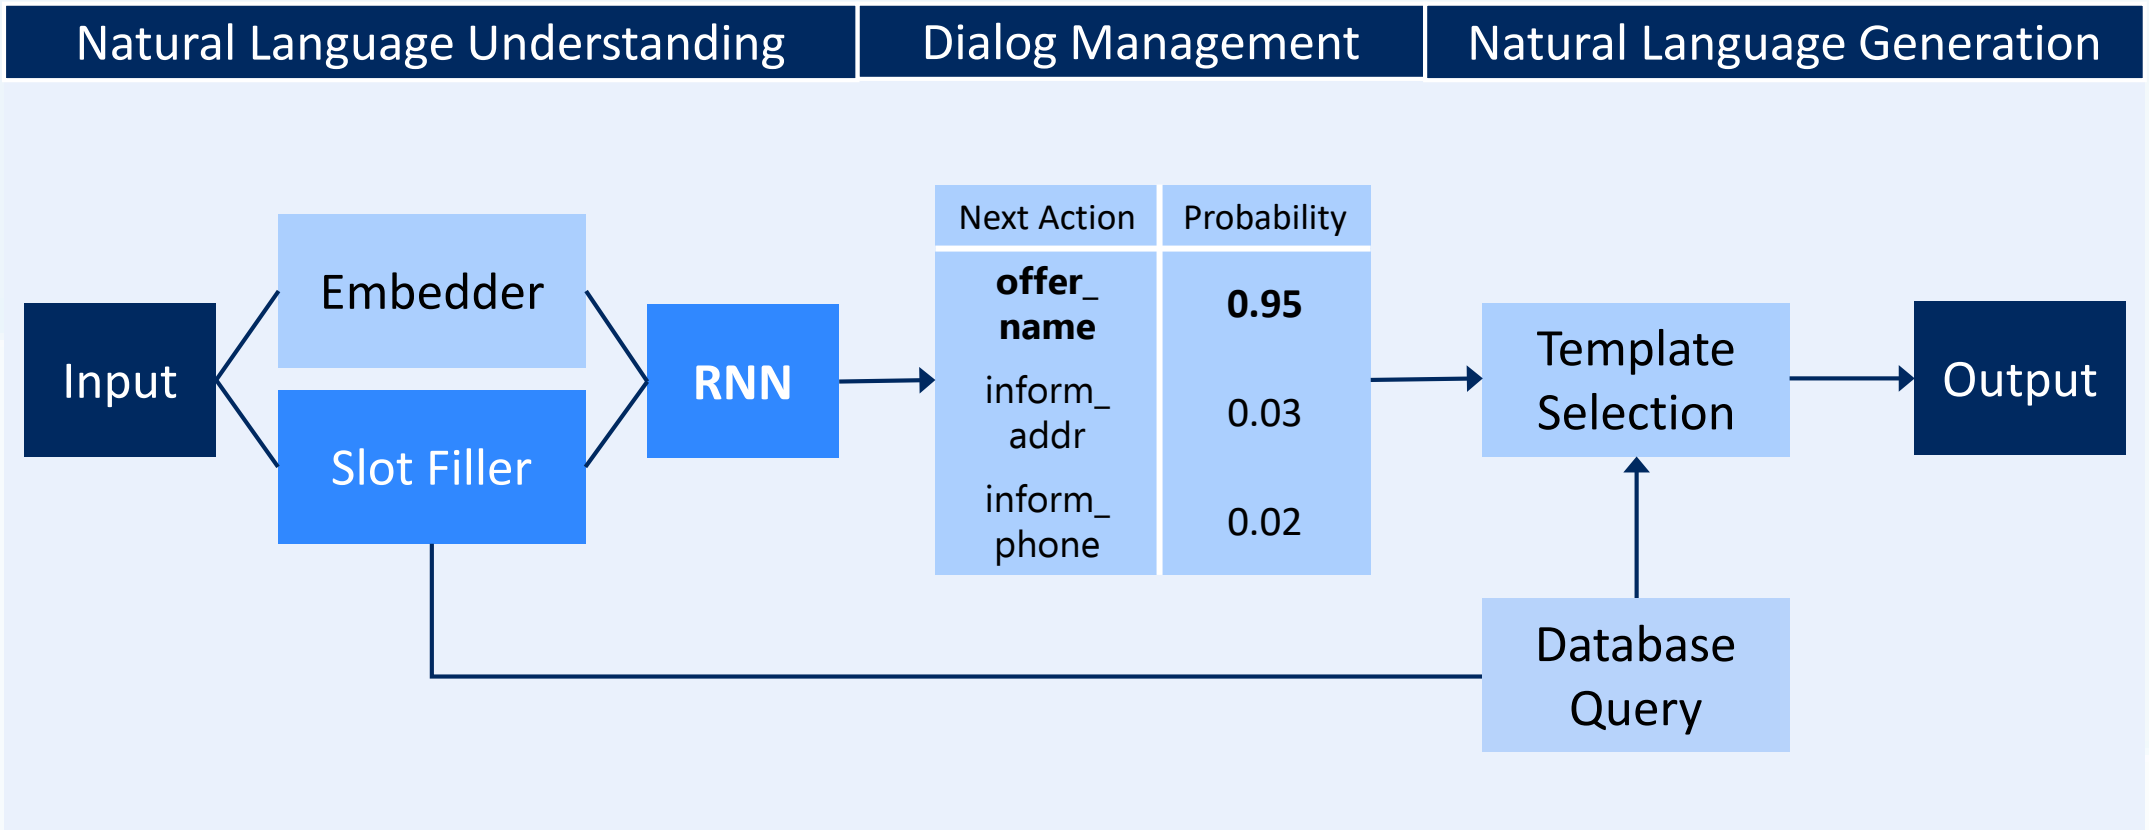 Natural Language Understanding
Dialog Management
Natural Language Generation
Input
Embedder
Slot Filler
RNN
Next Action
Probability
offer_
name
0.95
inform_
addr
0.03
inform_
phone
0.02
Template
Selection
Output
Database
Query